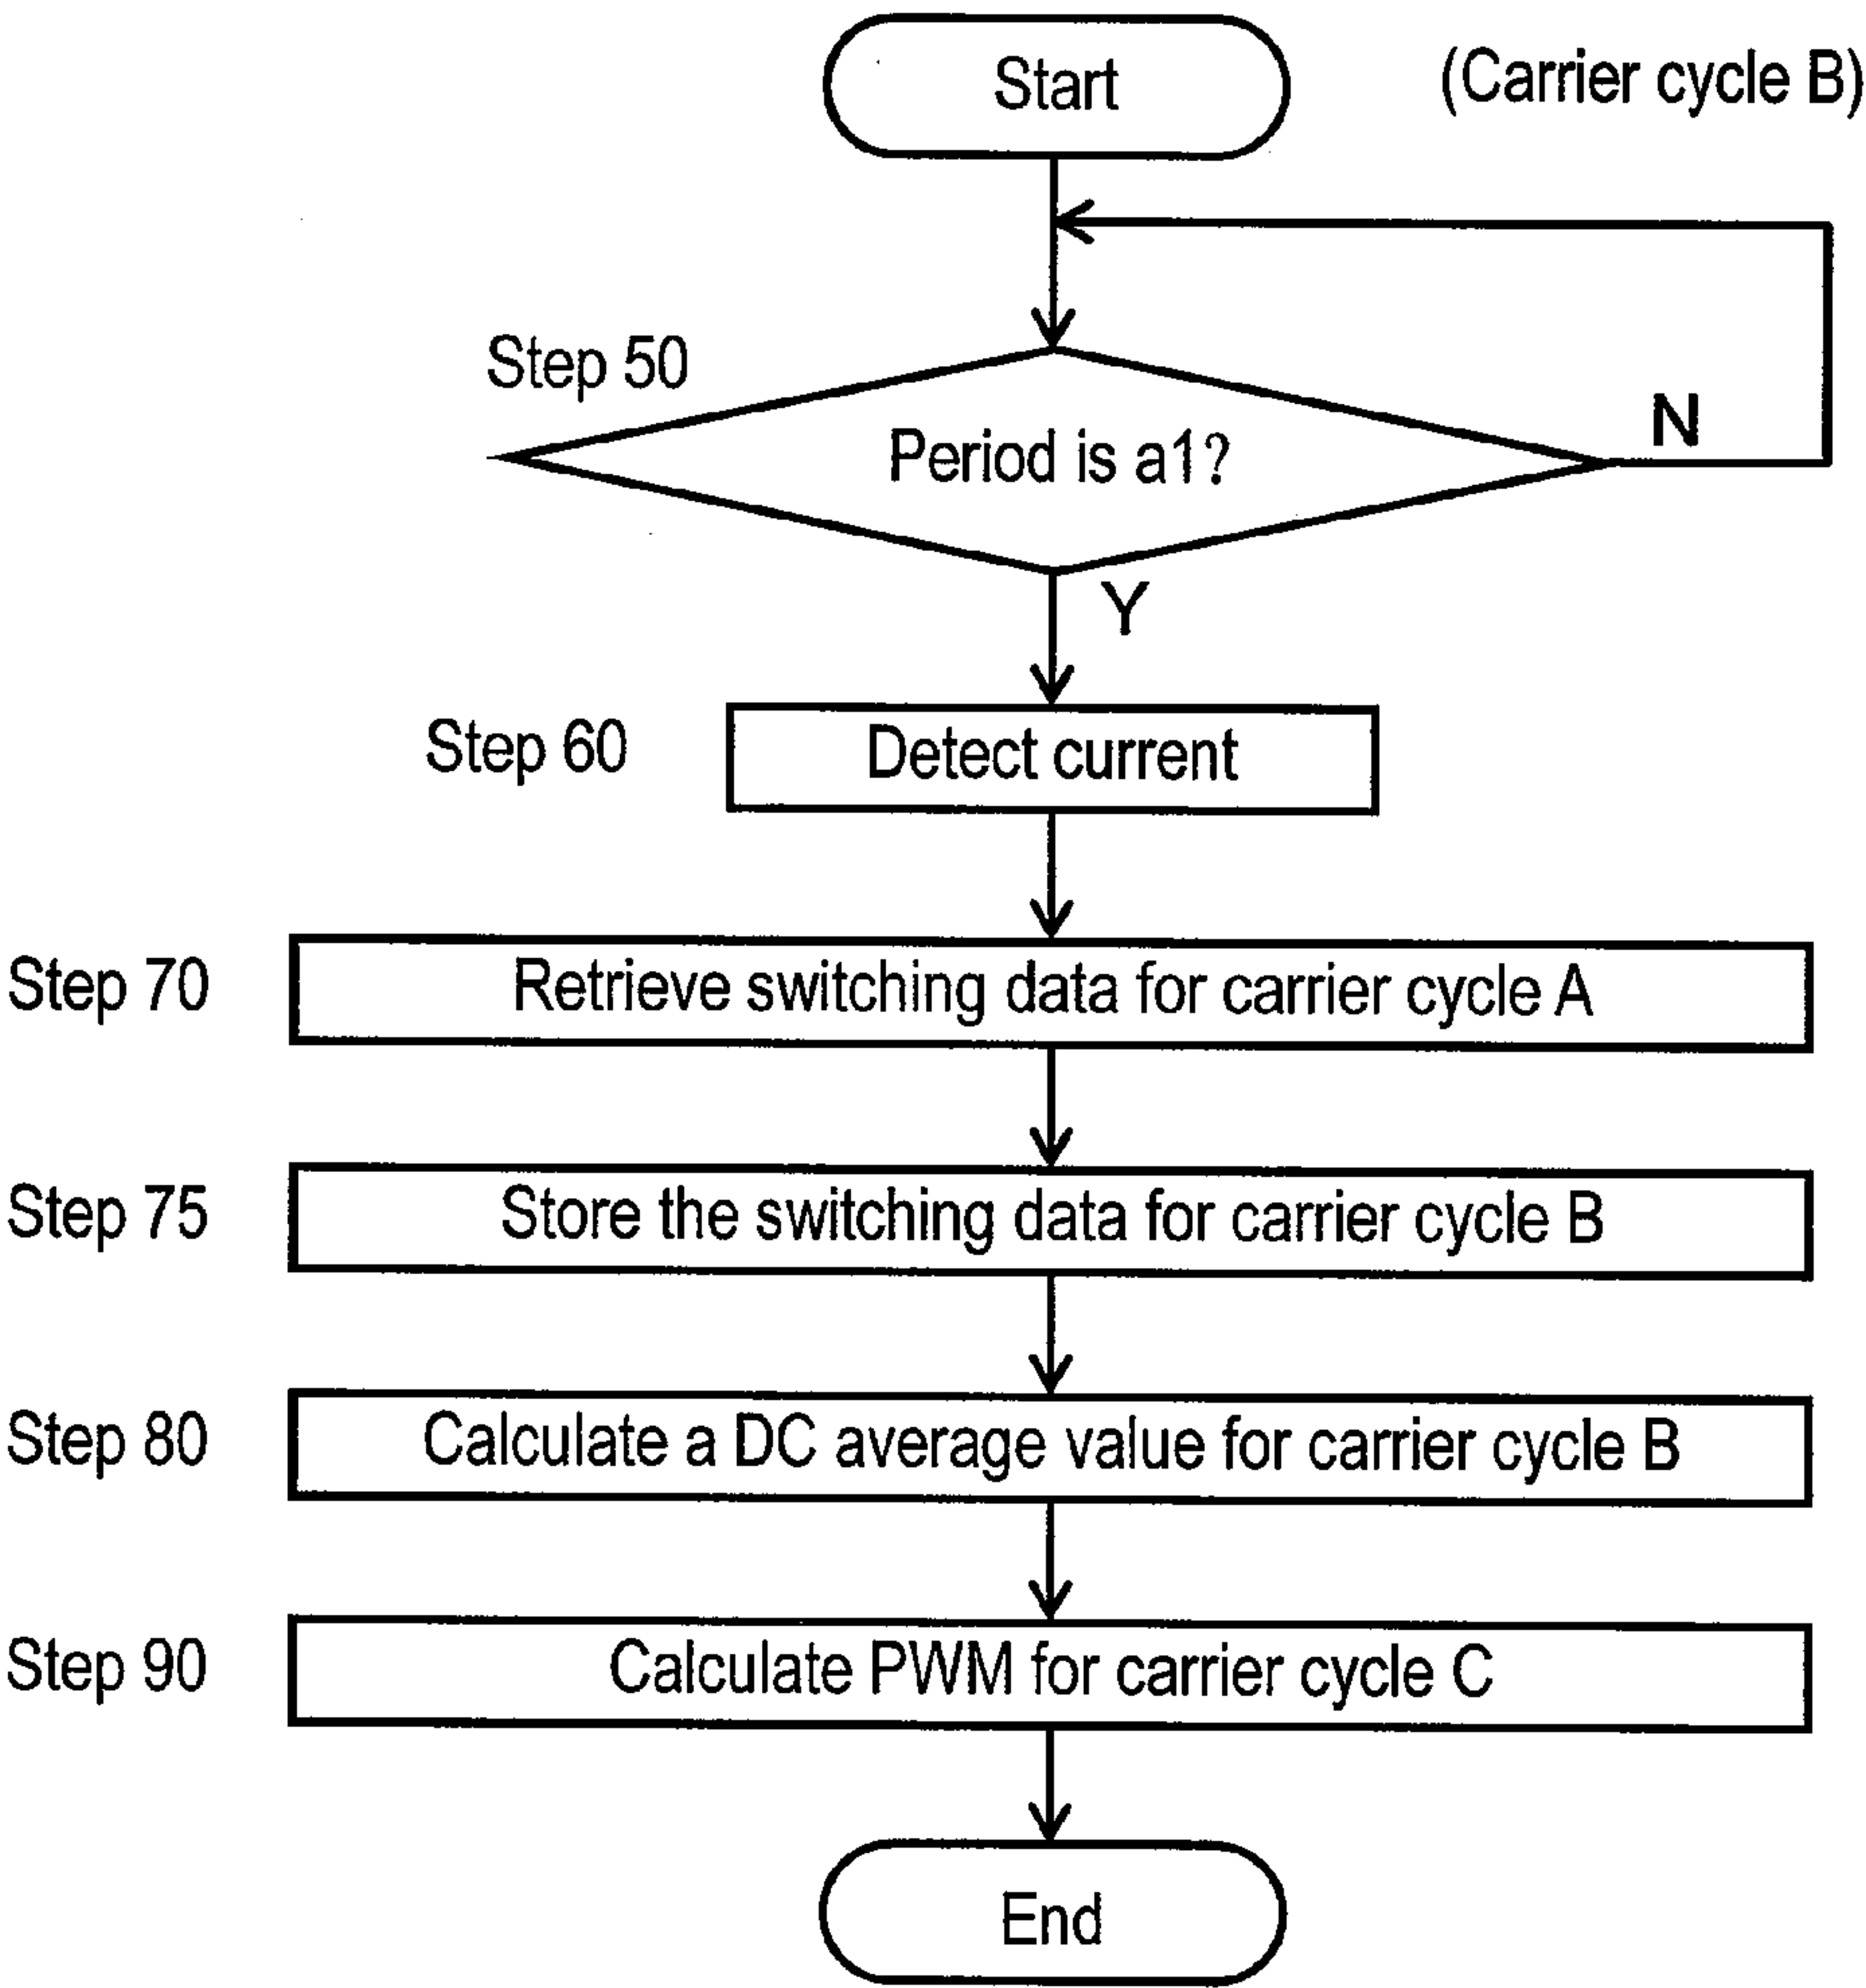 Start
(Carrier cycle B)
Step 50
Period is a1?
N
Y
Step 60
Detect current
Step 70
Retrieve switching data for carrier cycle A
Step 75
Store the switching data for carrier cycle B
Step 80
Calculate a DC average value for carrier cycle B
Step 90
Calculate PWM for carrier cycle C
End